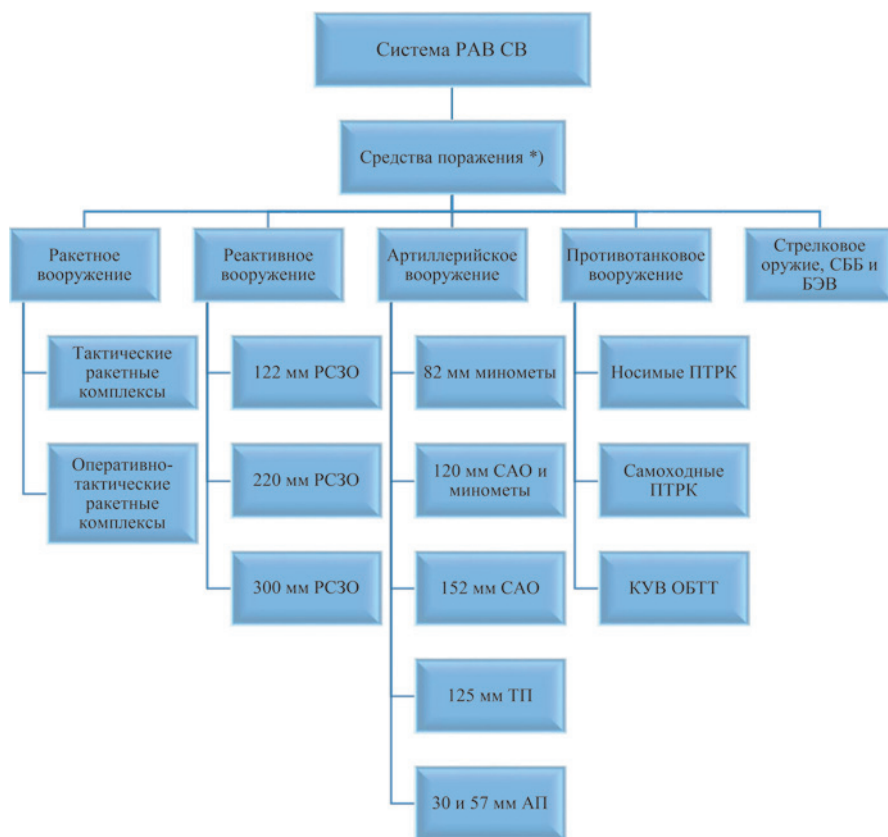 Система РАВ СВ
Средства поражения *)
Ракетное
вооружение
Реактивное
вооружение
Артиллерийское
вооружение
Противотанковое
вооружение
Стрелковое
оружие, СББ и
БЭВ
Тактические
ракетные
комплексы
Оперативно-
тактические
ракетные
комплексы
122 мм РСЗО
220 мм РСЗО
300 мм РСЗО
82 мм минометы
120 мм САО и
минометы
152 мм САО
125 мм ТП
30 и 57 мм АП
Носимые ПТРК
Самоходные
ПТРК
КУВ ОБТТ